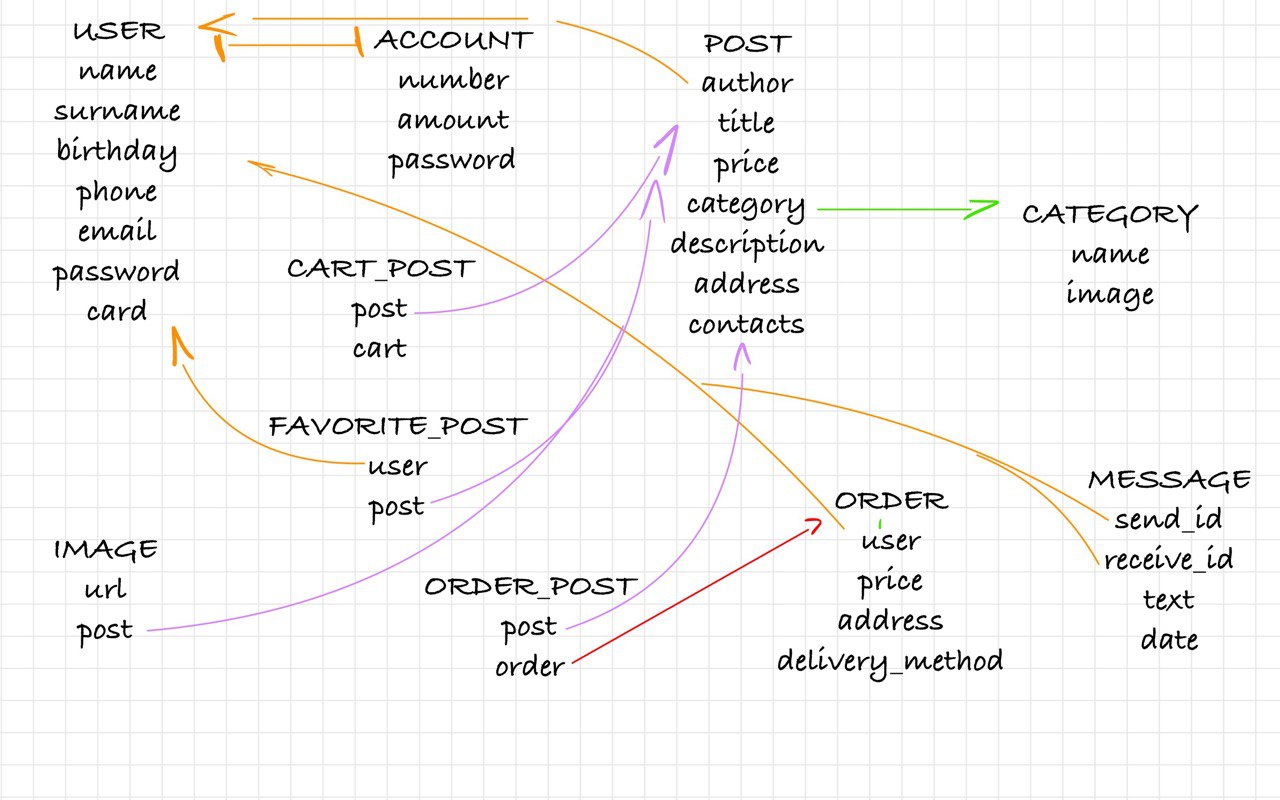 USER
name
surname
birthday
phone
email
password
card
ACCOUNT
number
amount
password
POST
author
title
price
category
description
address
contacts
CATEGORY
name
image
CART_POST
post
cart
FAVORITE_POST
user
post
IMAGE
url
post
ORDER_POST
post
order
ORDER
user
price
address
delivery_method
MESSAGE
send_id
receive_id
text
date